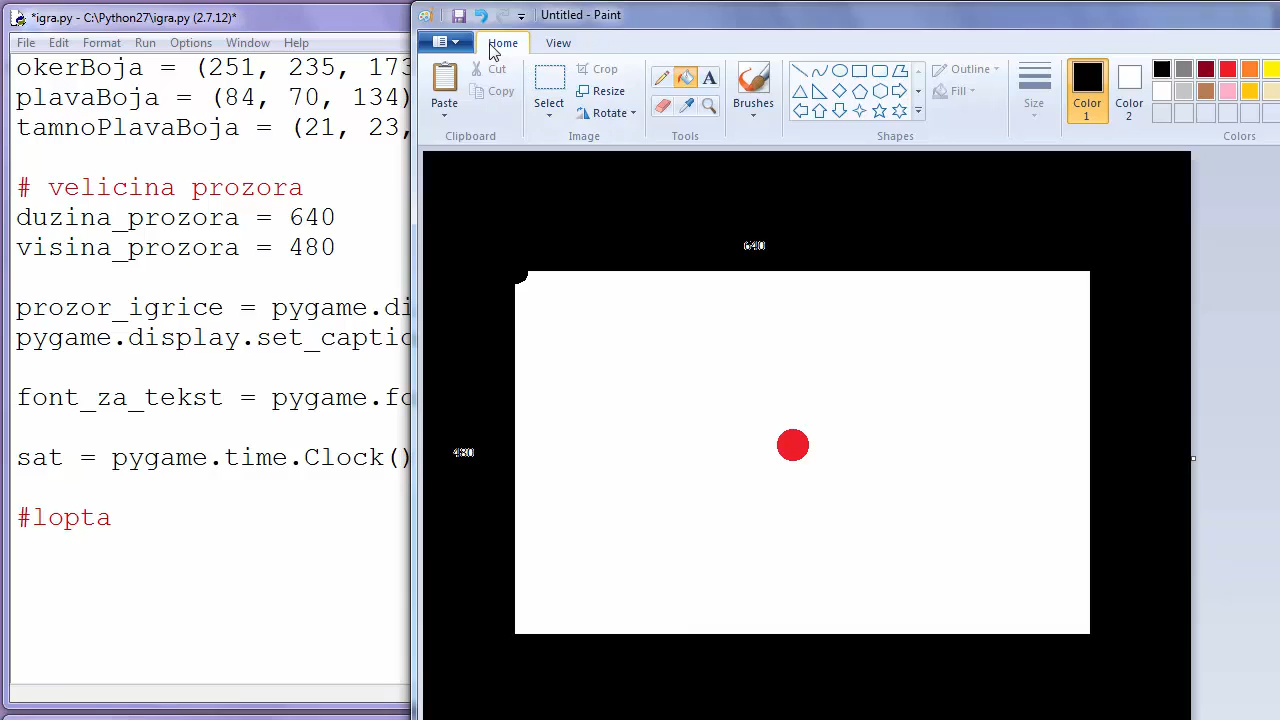 *igra.py - C:\Python27\igra.py (2.7.12)*
File Edit Format Run Options Window Help
okerBoja = (251, 235, 173
plavaBoja = (84, 70, 134)
tamnoPlavaBoja = (21, 23,
# velicina prozora
duzina_prozora = 640
visina_prozora = 480
prozor_igrice = pygame.di
pygame.display.set_captio
font_za_tekst = pygame.fo
sat = pygame.time.Clock()
#lopta
Untitled - Paint
Home View
Paste
Cut
Copy
Clipboard
Select
Crop
Resize
Rotate
Image
A
Tools
Brushes
Outline
Fill
Shapes
Size
Color 1
Color 2
Colors
640
480